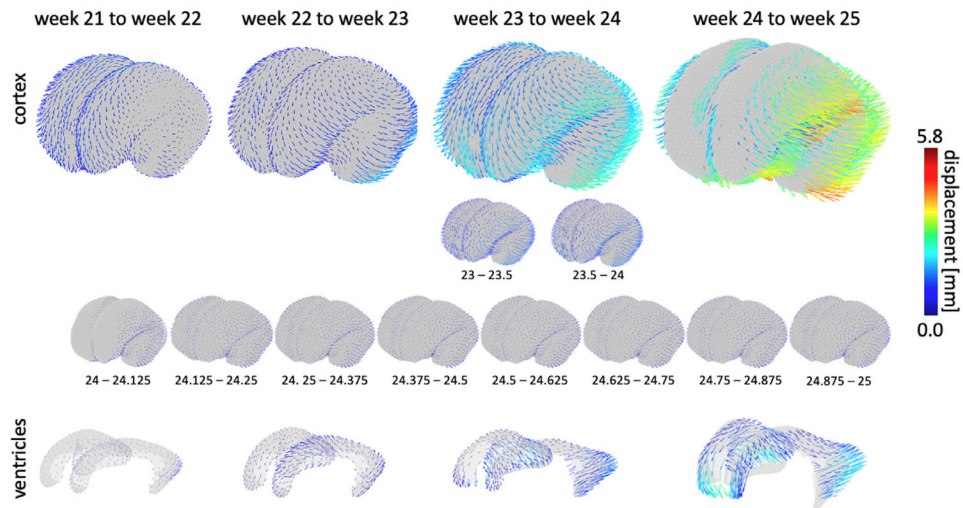 week 21 to week 22
week 22 to week 23
week 23 to week 24
week 24 to week 25
cortex
5.8
displacement [mm]
0.0
23 – 23.5
23.5 – 24
24 – 24.125
24.125 – 24.25
24. 25 – 24.375
24.375 – 24.5
24.5 – 24.625
24.625 – 24.75
24.75 – 24.875
24.875 – 25
ventricles